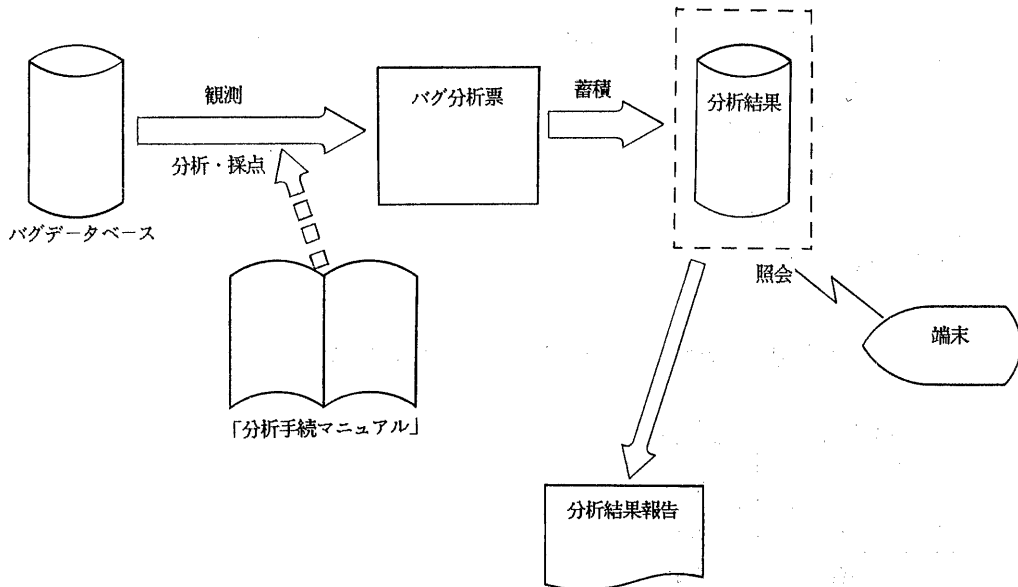 観測
分析・採点
バグデータベース
バグ分析票
蓄積
分析結果
「分析手続マニュアル」
照会
端末
分析結果報告